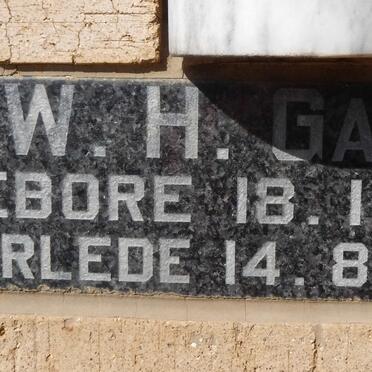 W. H. GA
EBORE 18. 1
RLEDE 14. 8